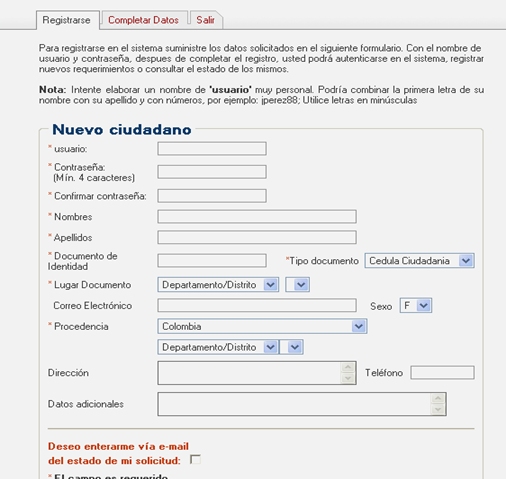 Registrarse Completar Datos Salir
Para registrarse en el sistema suministre los datos solicitados en el siguiente formulario. Con el nombre de
usuario y contraseña, despues de completar el registro, usted podrá autenticarse en el sistema, registrar
nuevos requerimientos o consultar el estado de los mismos.
Nota: Intente elaborar un nombre de 'usuario' muy personal. Podría combinar la primera letra de su
nombre con su apellido y con números, por ejemplo: jperez88; Utilice letras en minúsculas
Nuevo ciudadano
* usuario:
* Contraseña:
(Mín. 4 caracteres)
* Confirmar contraseña:
* Nombres
* Apellidos
* Documento de
Identidad
*Tipo documento Cedula Ciudadania
* Lugar Documento Departamento/Distrito
Correo Electrónico Sexo F
* Procedencia Colombia
Departamento/Distrito
Dirección Teléfono
Datos adicionales
Deseo enterarme vía e-mail
del estado de mi solicitud:
* El campo es requerido